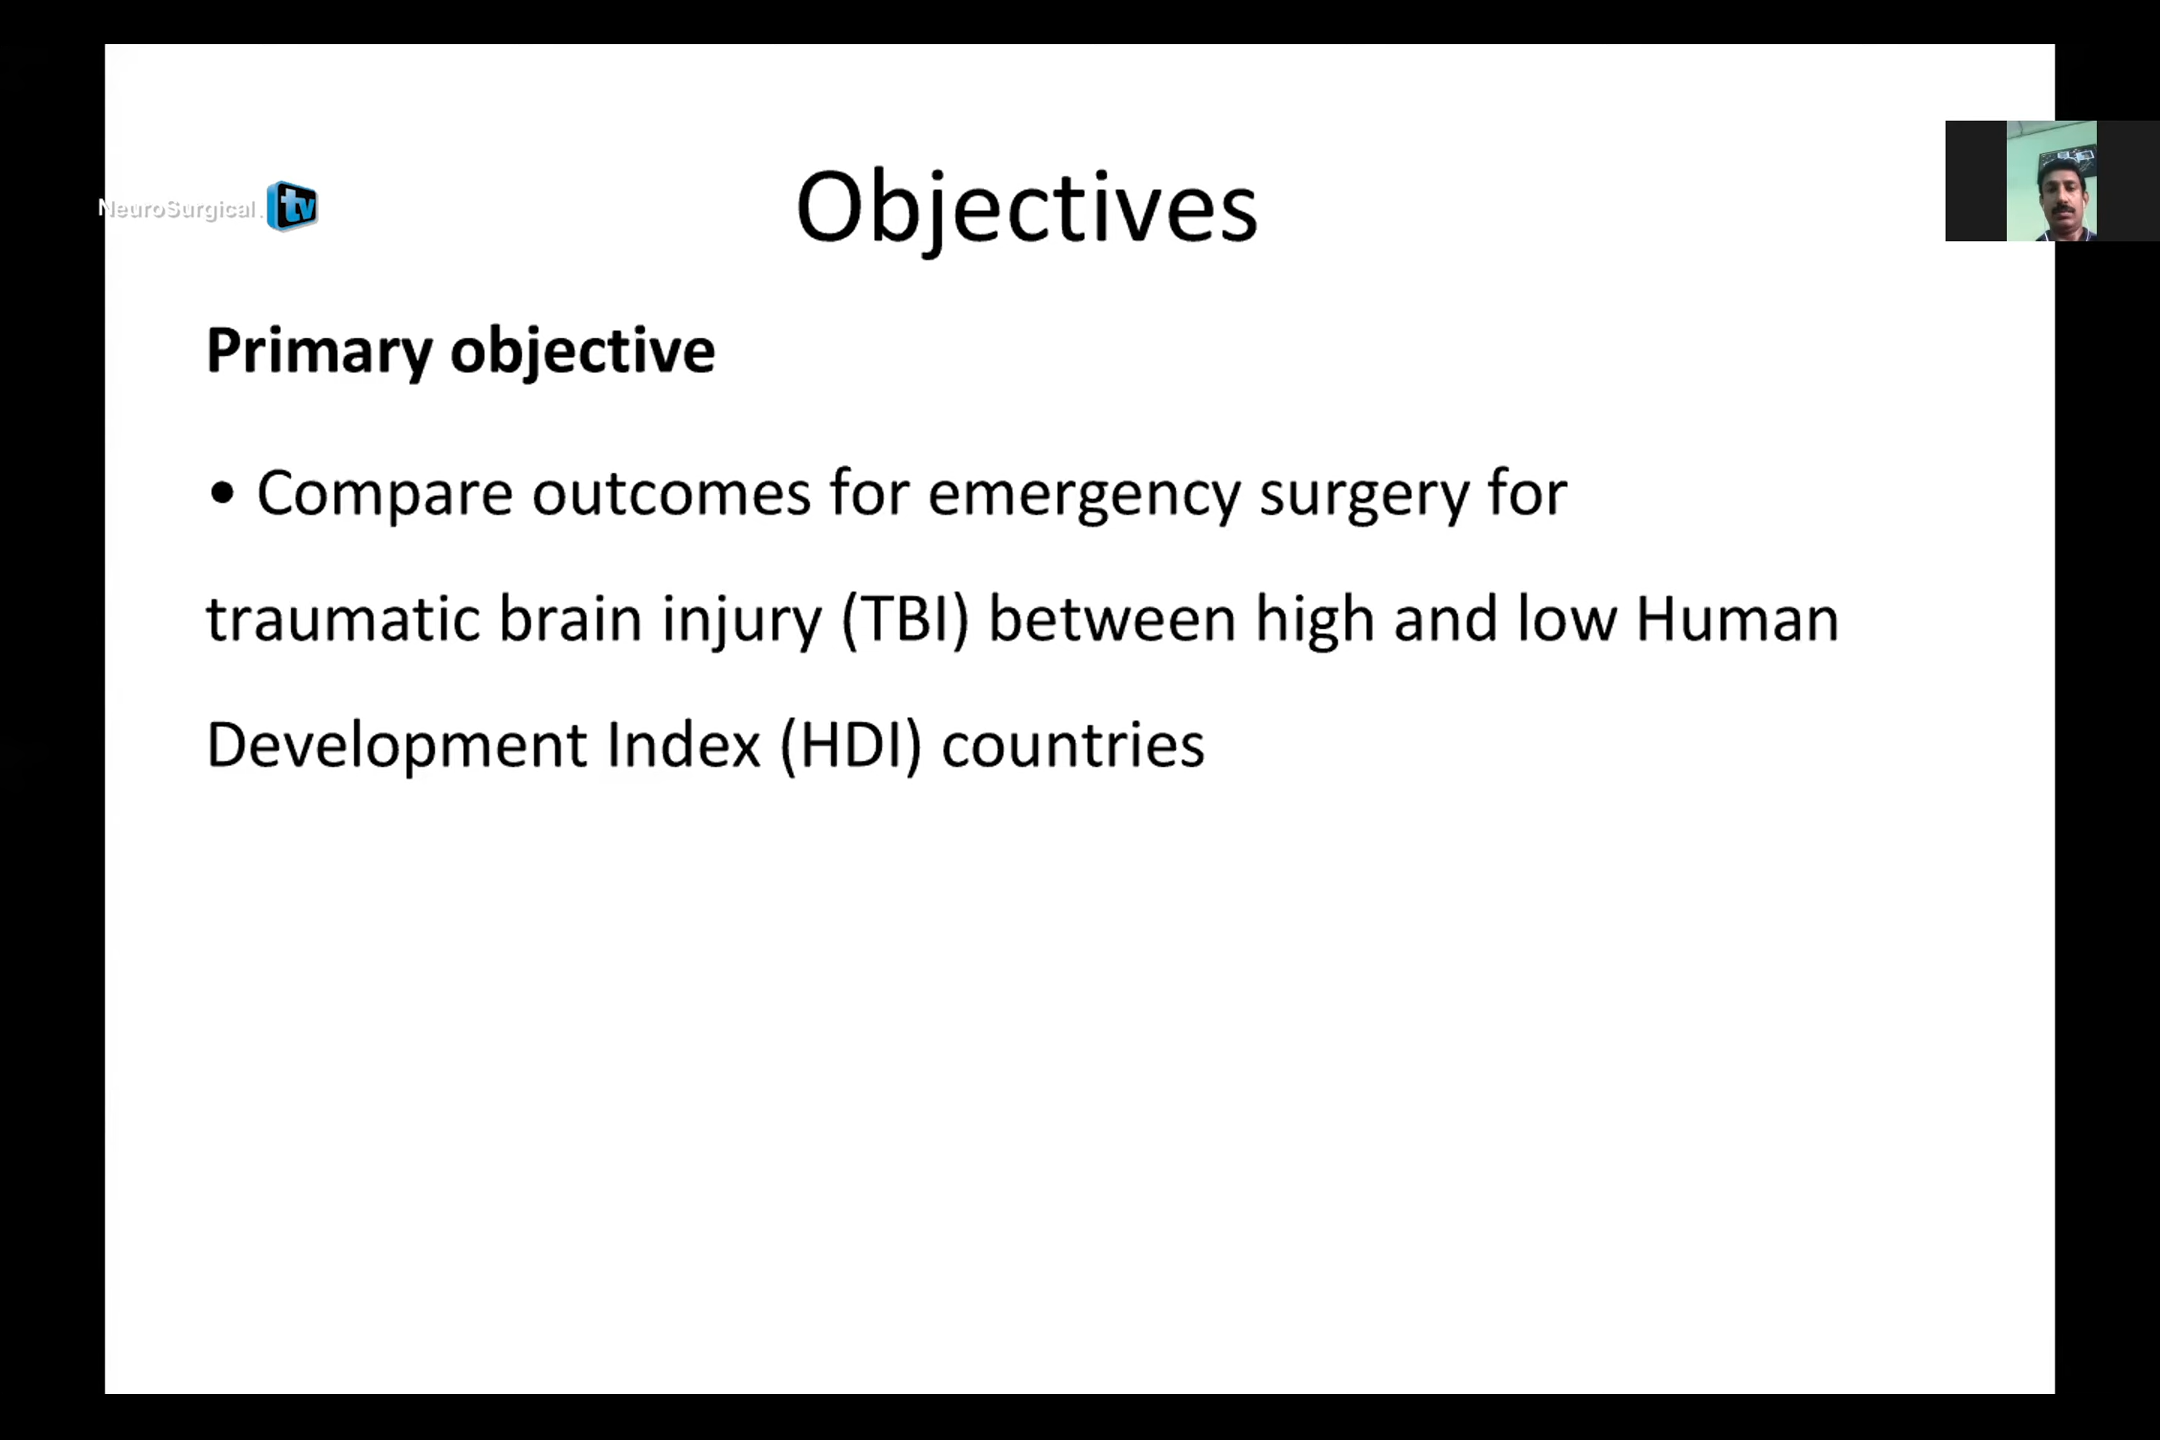 NeuroSurgical.tv
Objectives
Primary objective
• Compare outcomes for emergency surgery for
traumatic brain injury (TBI) between high and low Human
Development Index (HDI) countries